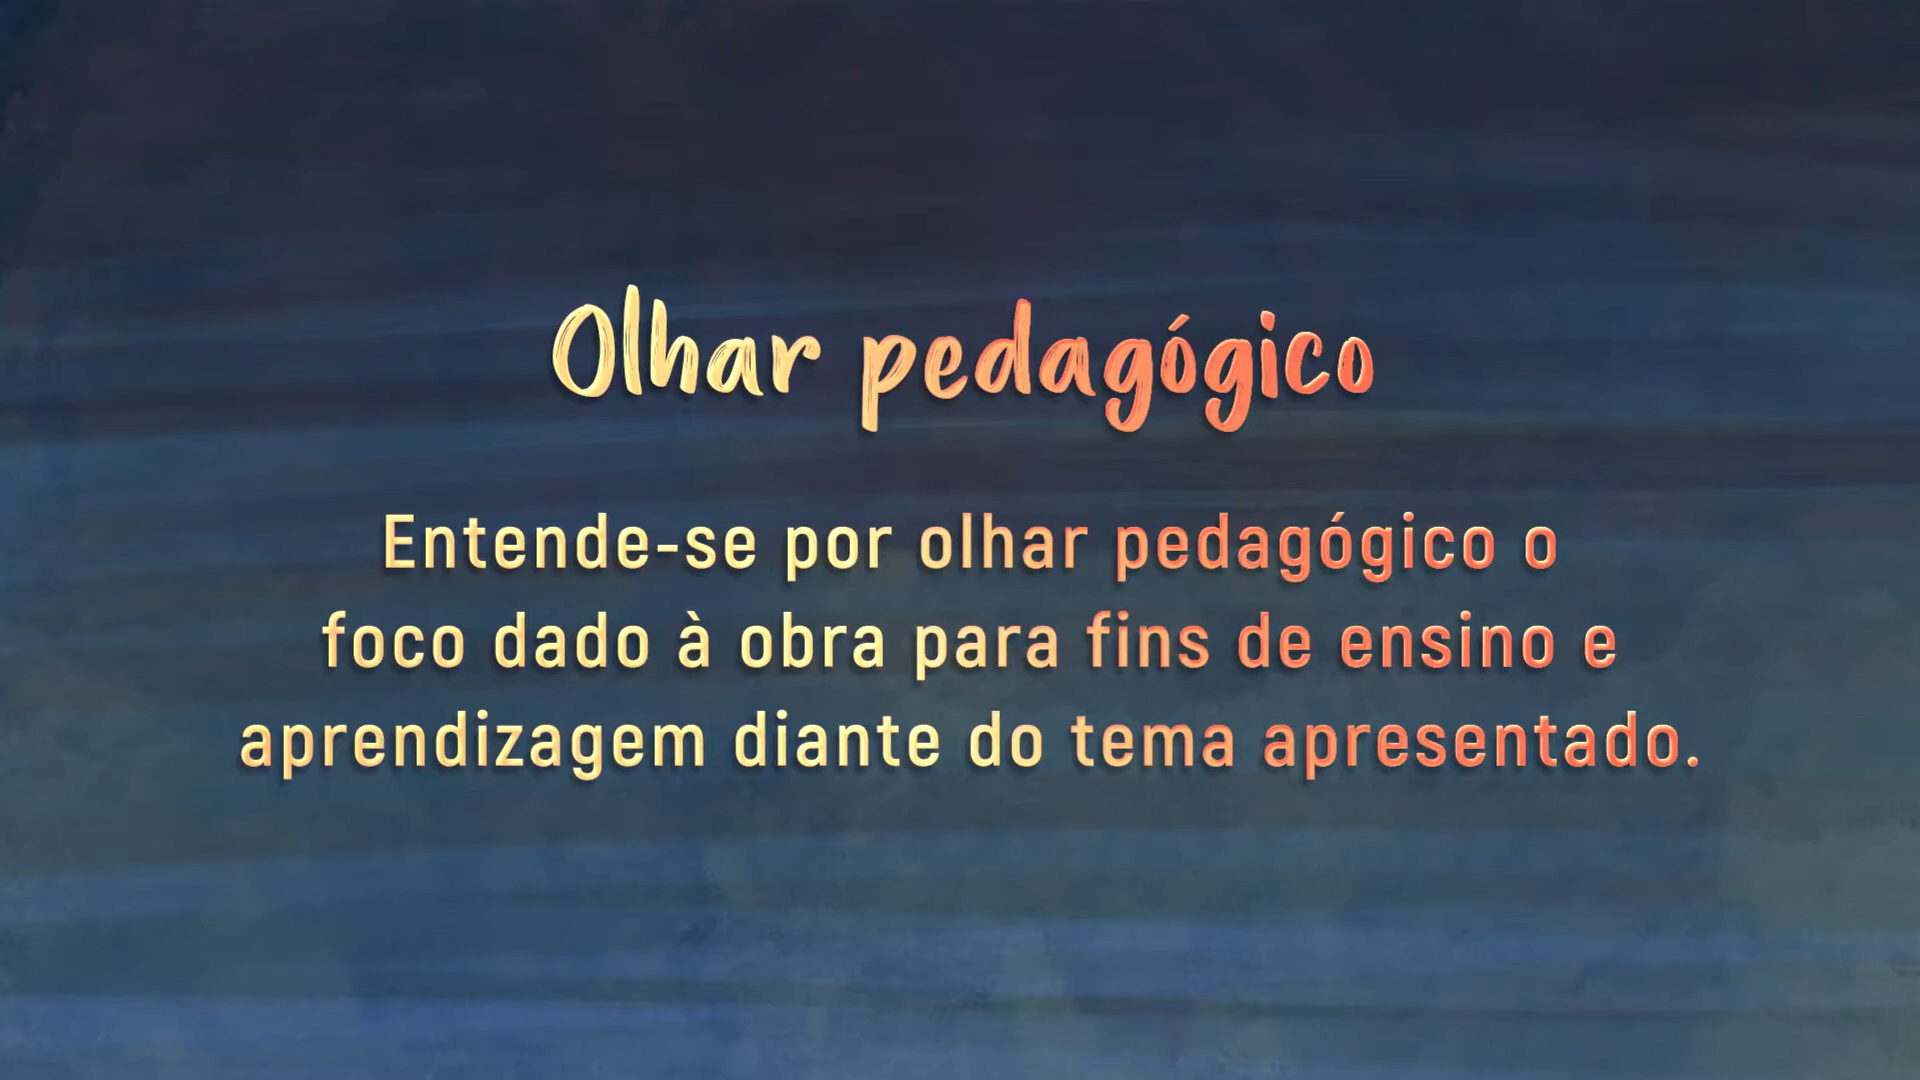 Olhar pedagógico
Entende-se por olhar pedagógico o
foco dado à obra para fins de ensino e
aprendizagem diante do tema apresentado.